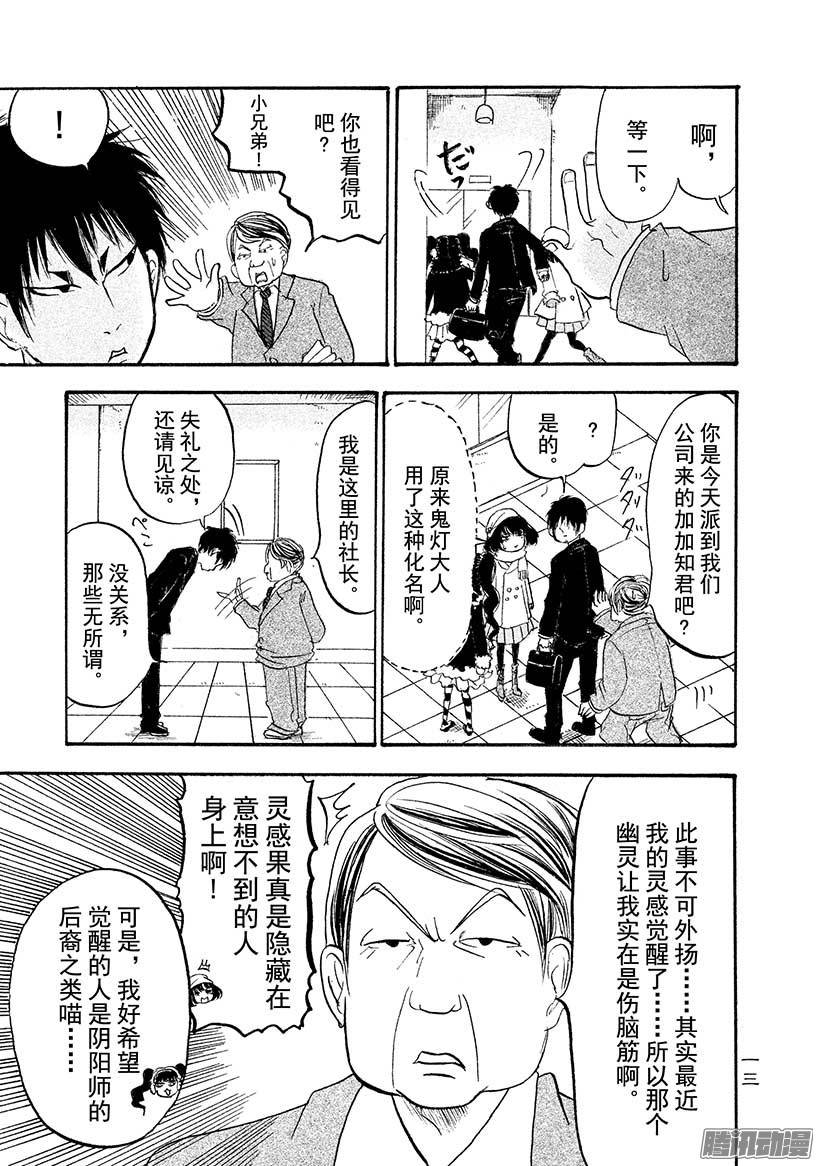 啊，
等一下。
だっ
你也看得见
吧？
小兄弟！
！
你是今天派到我们
公司来的加加知君吧？
？
是的。
原来鬼灯大人
用了这种化名啊。
我是这里的社长。
失礼之处，
还请见谅。
没关系，
那些无所谓。
此事不可外扬……其实最近
我的灵感觉醒了……所以那个
幽灵让我实在是伤脑筋啊。
灵感果真是隐藏在
意想不到的人
身上啊！
可是，我好希望
觉醒的人是阴阳师的
后裔之类喵……
一三
腾讯动漫